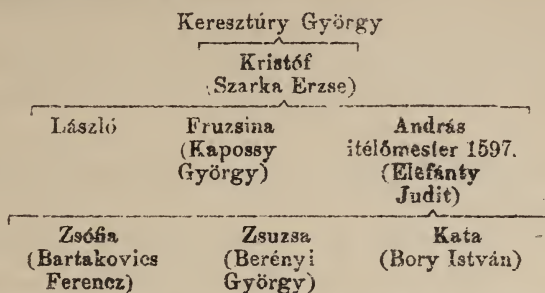 Keresztúry György
Kristóf
(Szarka Erzse)
László Fruzsina András
(Kapossy itélőmester 1597.
György) (Elefánty
Judit)
Zsófia Zsuzsa Kata
(Bartakovics (Berényi (Bory István)
Ferencz) György)